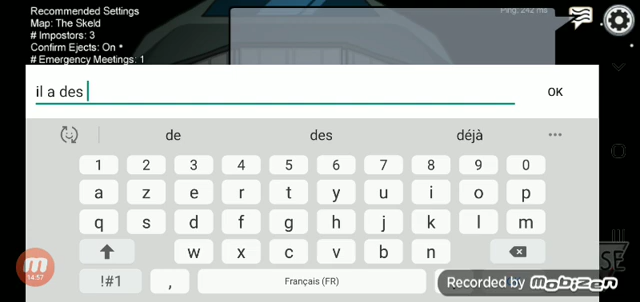 Recommended Settings
Map: The Skeld
# Impostors: 3
Confirm Ejects: On *
# Emergency Meetings: 1
Ping: 242 ms
il a des
OK
de des déjà
1 2 3 4 5 6 7 8 9 0
a z e r t y u i o p
q s d f g h j k l m
w x c v b n
!#1 , Français (FR)
14:57
Recorded by Mobizen